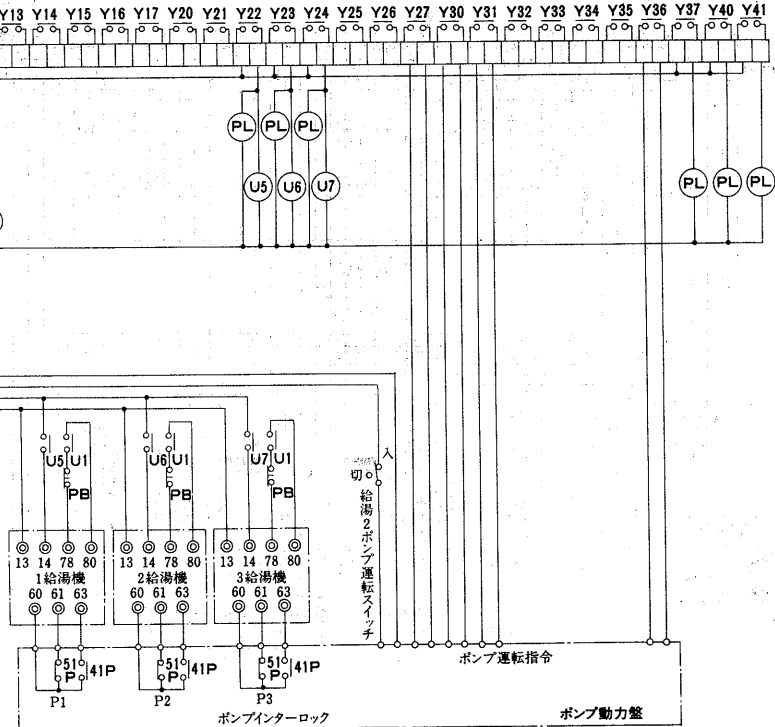 Y13 Y14 Y15 Y16 Y17 Y20 Y21 Y22 Y23 Y24 Y25 Y26 Y27 Y30 Y31 Y32 Y33 Y34 Y35 Y36 Y37 Y40 Y41
PL PL PL
U5 U6 U7 PL PL PL
入
U5 U1 U6 U1 U7 U1
切
PB PB PB
給湯2ポンプ運転スイッチ
13 14 78 80 13 14 78 80 13 14 78 80
1給湯機 2給湯機 3給湯機
60 61 63 60 61 63 60 61 63
ポンプ運転指令
51P 41P 51P 41P 51P 41P
P1 P2 P3
ポンプインターロック
ポンプ動力盤